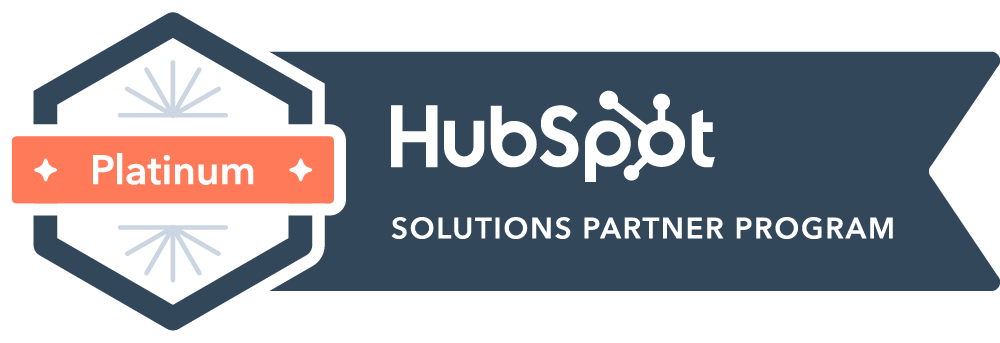 Platinum
HubSpot
SOLUTIONS PARTNER PROGRAM